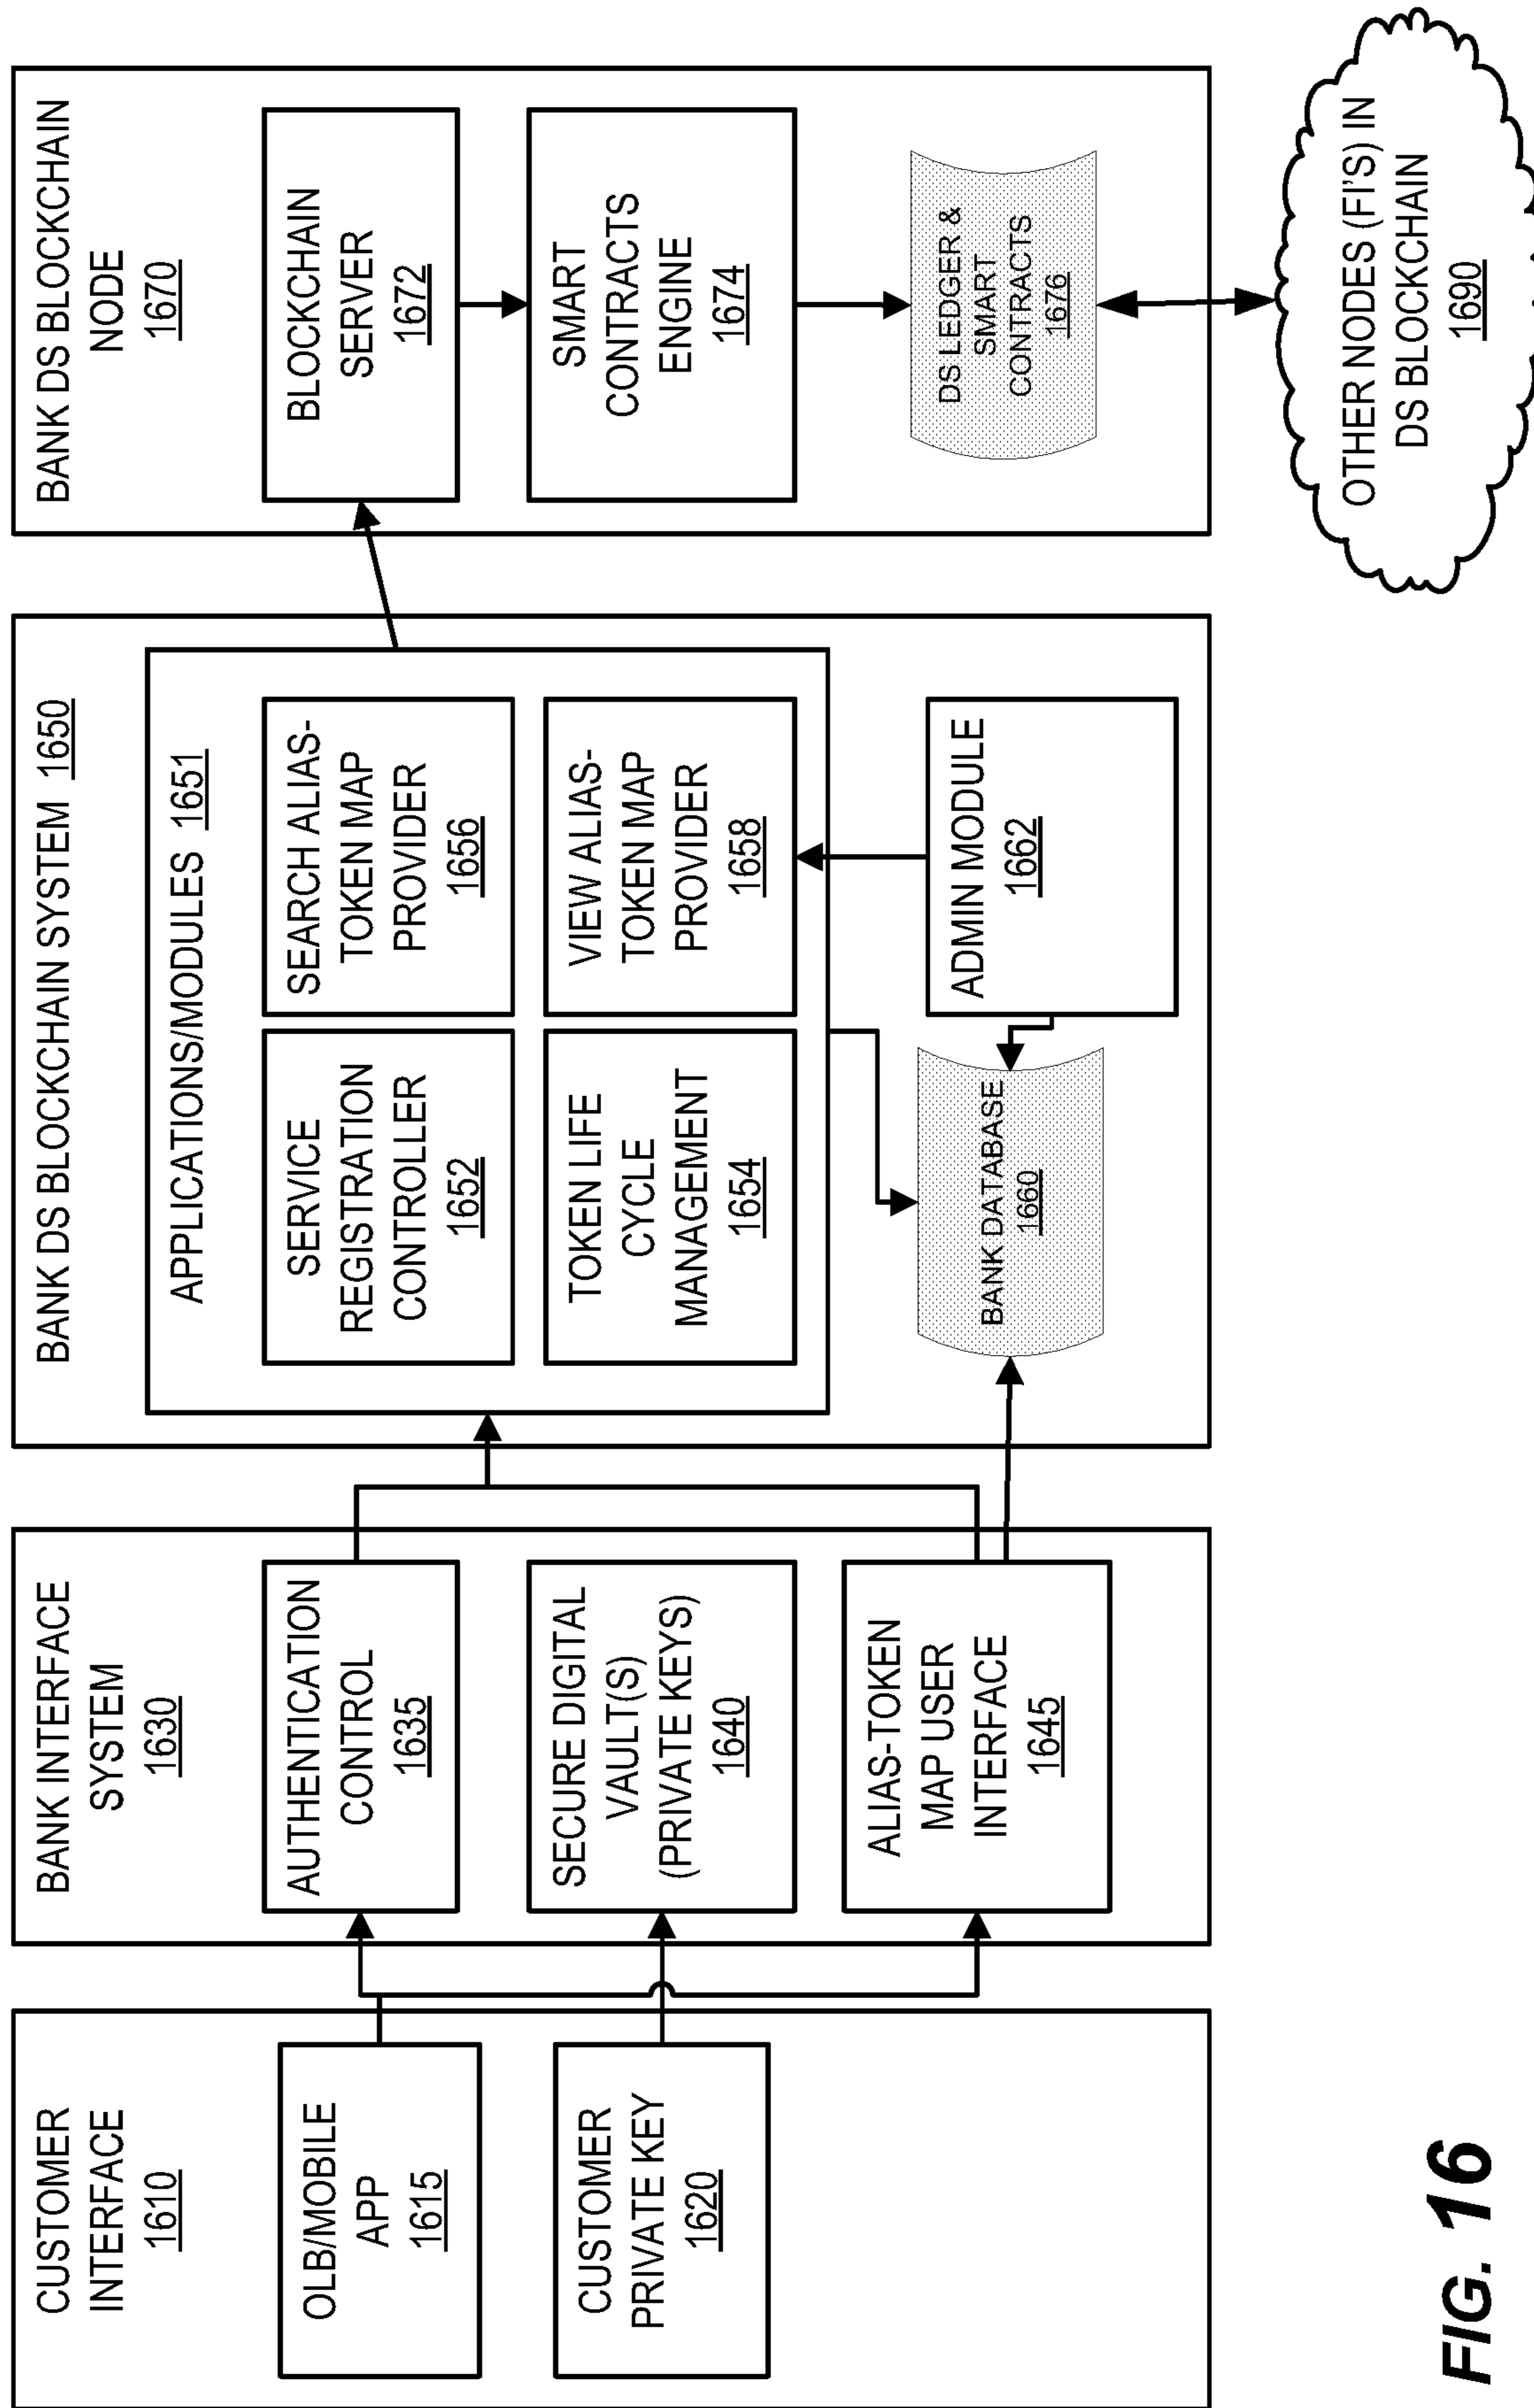 CUSTOMER
INTERFACE
1610
OLB/MOBILE
APP
1615
CUSTOMER
PRIVATE KEY
1620
BANK INTERFACE
SYSTEM
1630
AUTHENTICATION
CONTROL
1635
SECURE DIGITAL
VAULT(S)
(PRIVATE KEYS)
1640
ALIAS-TOKEN
MAP USER
INTERFACE
1645
BANK DS BLOCKCHAIN SYSTEM 1650
APPLICATIONS/MODULES 1651
SERVICE
REGISTRATION
CONTROLLER
1652
SEARCH ALIAS-
TOKEN MAP
PROVIDER
1656
TOKEN LIFE
CYCLE
MANAGEMENT
1654
VIEW ALIAS-
TOKEN MAP
PROVIDER
1658
BANK DATABASE
1660
ADMIN MODULE
1662
BANK DS BLOCKCHAIN
NODE
1670
BLOCKCHAIN
SERVER
1672
SMART
CONTRACTS
ENGINE
1674
DS LEDGER &
SMART
CONTRACTS
1676
OTHER NODES (FI'S) IN
DS BLOCKCHAIN
1690
FIG. 16